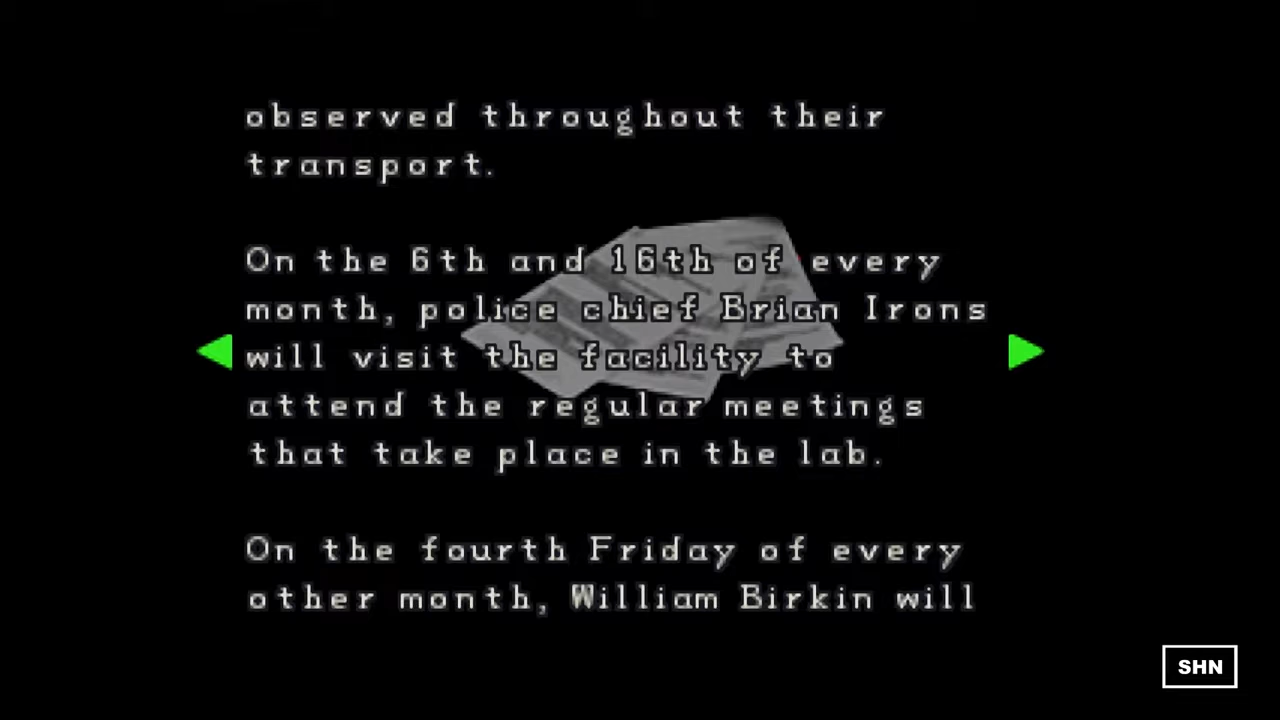 observed throughout their
transport.
On the 6th and 16th of every
month, police chief Brian Irons
will visit the facility to
attend the regular meetings
that take place in the lab.
On the fourth Friday of every
other month, William Birkin will
SHN